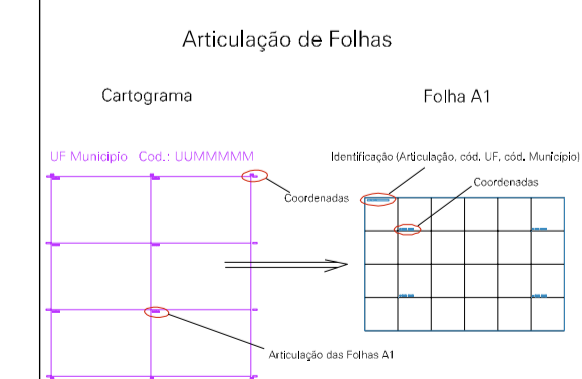 Articulação de Folhas
Cartograma
Folha A1
UF Municipio Cod.: UUMMMMM
Identificação (Articulação, cód. UF, cód. Município)
Coordenadas
Coordenadas
Articulação das Folhas A1